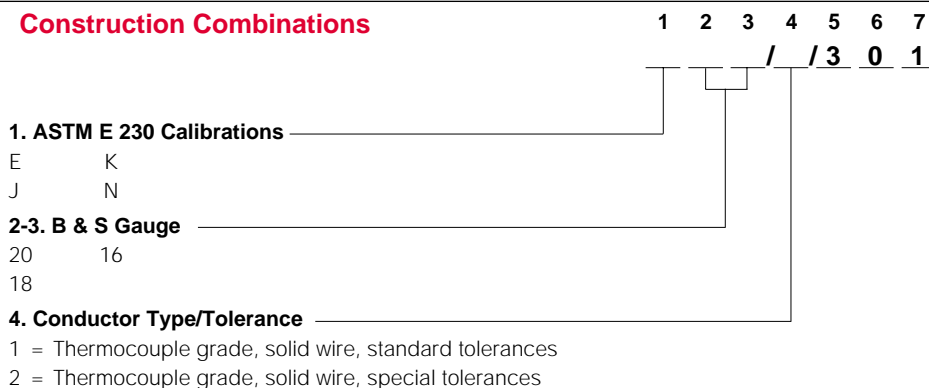 Construction Combinations 1 2 3 4 5 6 7
/ / 3 0 1
1. ASTM E 230 Calibrations
E K
J N
2-3. B & S Gauge
20 16
18
4. Conductor Type/Tolerance
1 = Thermocouple grade, solid wire, standard tolerances
2 = Thermocouple grade, solid wire, special tolerances